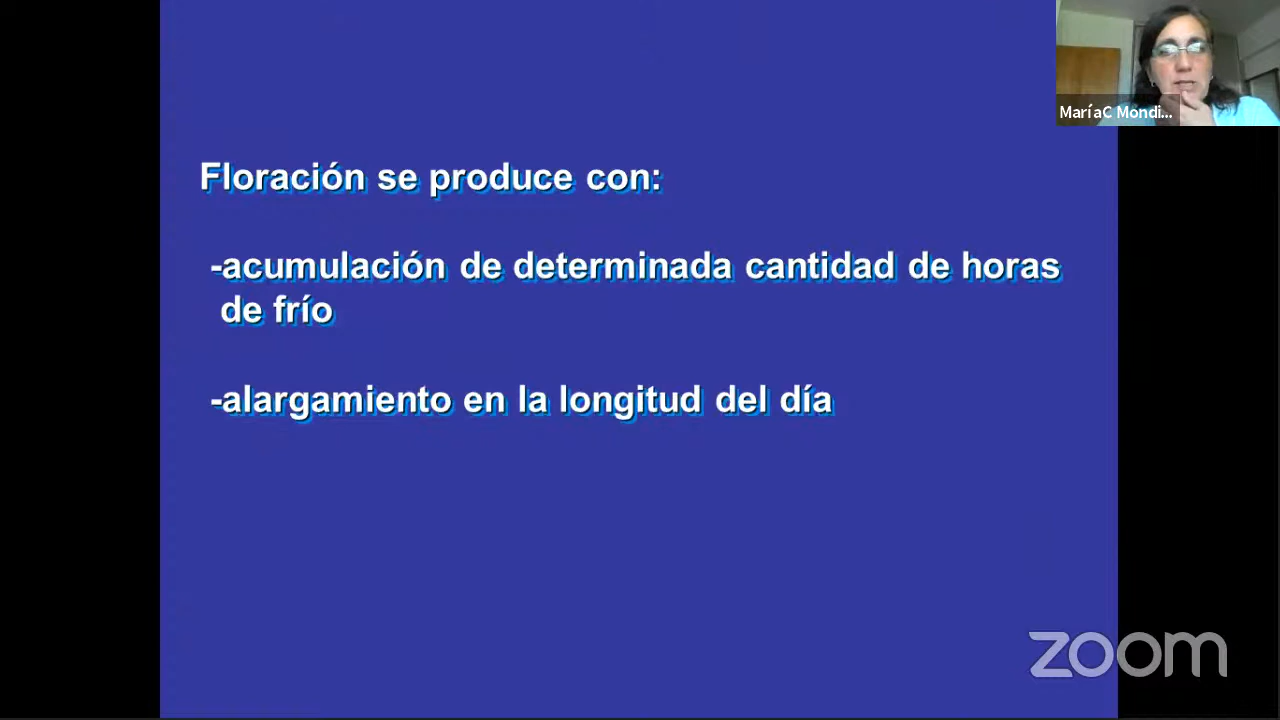 MaríaC Mondi...
Floración se produce con:
-acumulación de determinada cantidad de horas
de frío
-alargamiento en la longitud del día
zoom